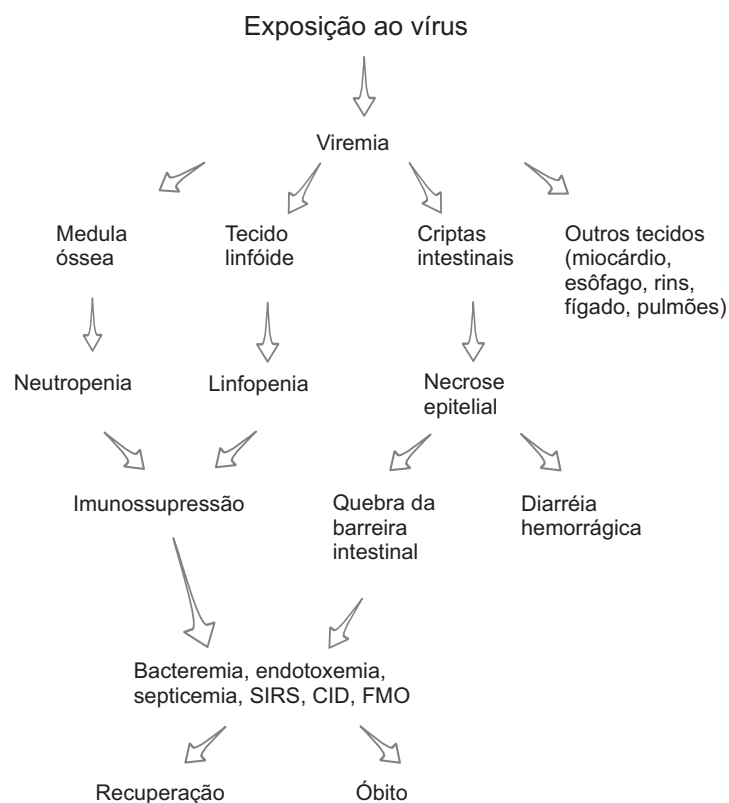 Exposição ao vírus
Viremia
Medula
óssea
Tecido
linfóide
Criptas
intestinais
Outros tecidos
(miocárdio,
esôfago, rins,
fígado, pulmões)
Neutropenia
Linfopenia
Necrose
epitelial
Imunossupressão
Quebra da
barreira
intestinal
Diarréia
hemorrágica
Bacteremia, endotoxemia,
septicemia, SIRS, CID, FMO
Recuperação
Óbito